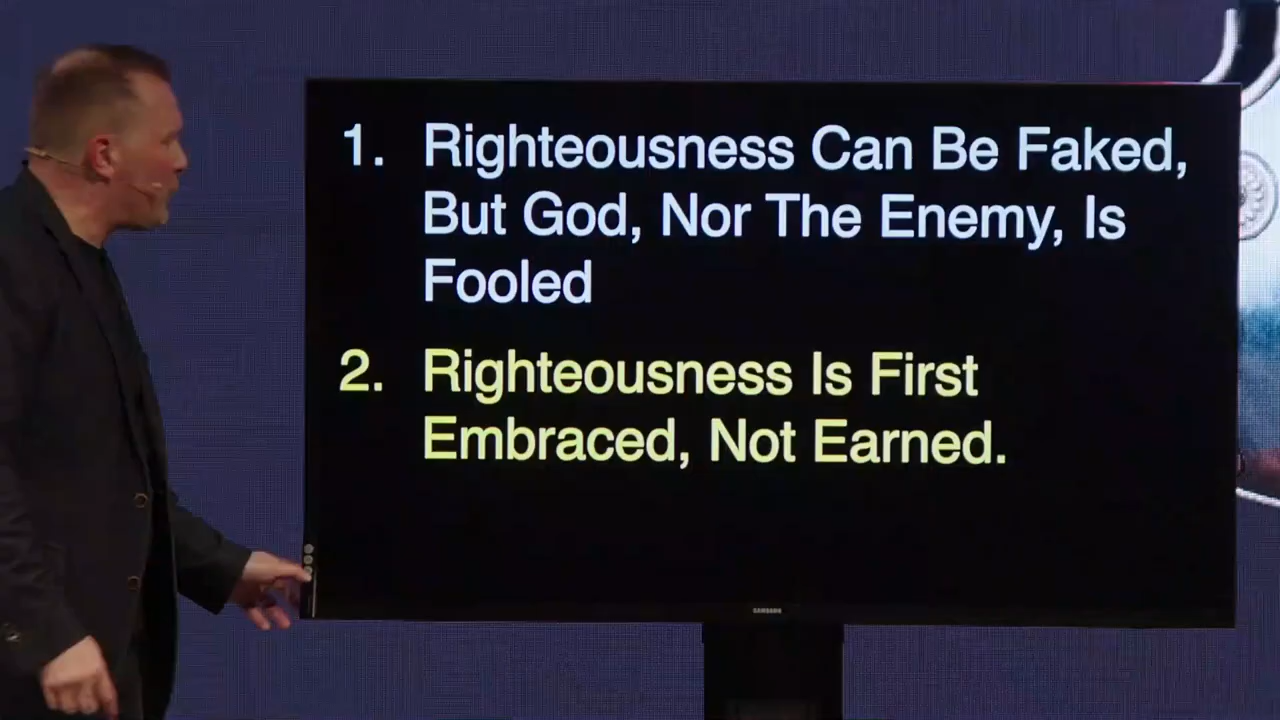 1. Righteousness Can Be Faked,
But God, Nor The Enemy, Is
Fooled
2. Righteousness Is First
Embraced, Not Earned.
SAMSUNG